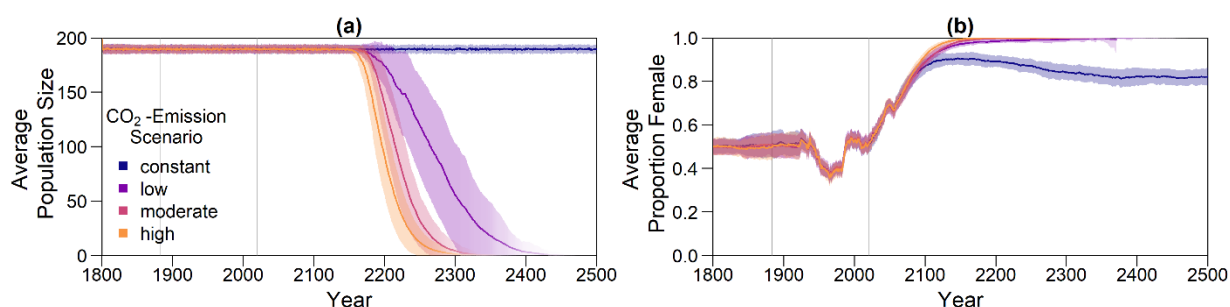 (a)
200
150
100
50
0
Average
Population Size
CO₂ -Emission
Scenario
constant
low
moderate
high
1800 1900 2000 2100 2200 2300 2400 2500
Year
(b)
1.0
0.8
0.6
0.4
0.2
0.0
Average
Proportion Female
1800 1900 2000 2100 2200 2300 2400 2500
Year